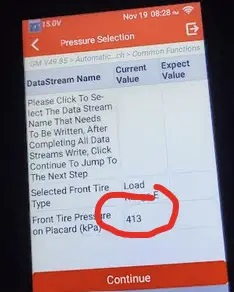 15.0V
Nov 19 08:28
Pressure Selection
GM V49.85 > Automatic...ch > Common Functions
DataStream Name
Current
Value
Expect
Value
Please Click To Se-
lect The Data Stream
Name That Needs
To Be Written, After
Completing All Data
Streams Write, Click
Continue To Jump To
The Next Step
Selected Front Tire
Type
Load
E
Front Tire Pressure
on Placard (kPa)
413
Continue